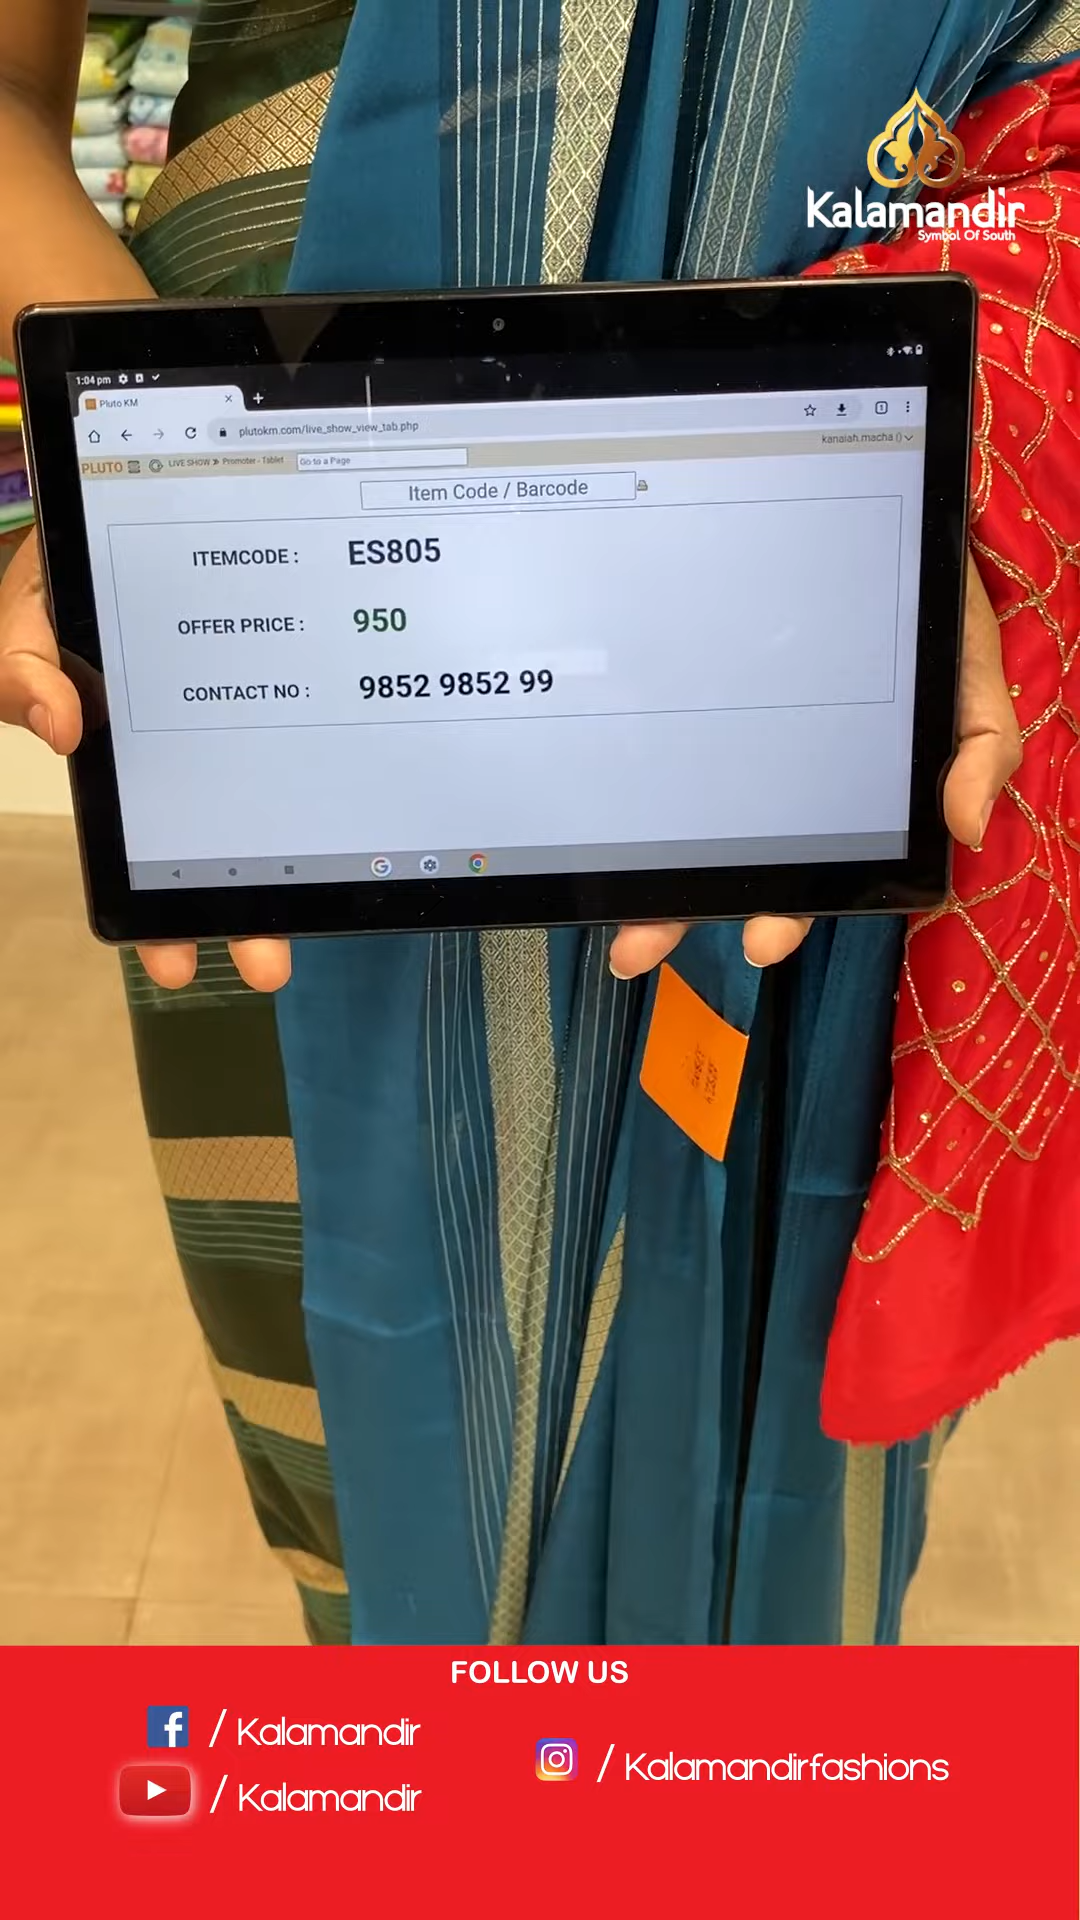 Kalamandir
Symbol Of South
1:04 pm
Pluto KM
plutokm.com/live_show_view_tab.php
kanaiah.macha ()
PLUTO
LIVE SHOW » Promoter - Tablet
Go to a Page
Item Code / Barcode
ITEMCODE : ES805
OFFER PRICE : 950
CONTACT NO : 9852 9852 99
FOLLOW US
/ Kalamandir
/ Kalamandirfashions
/ Kalamandir